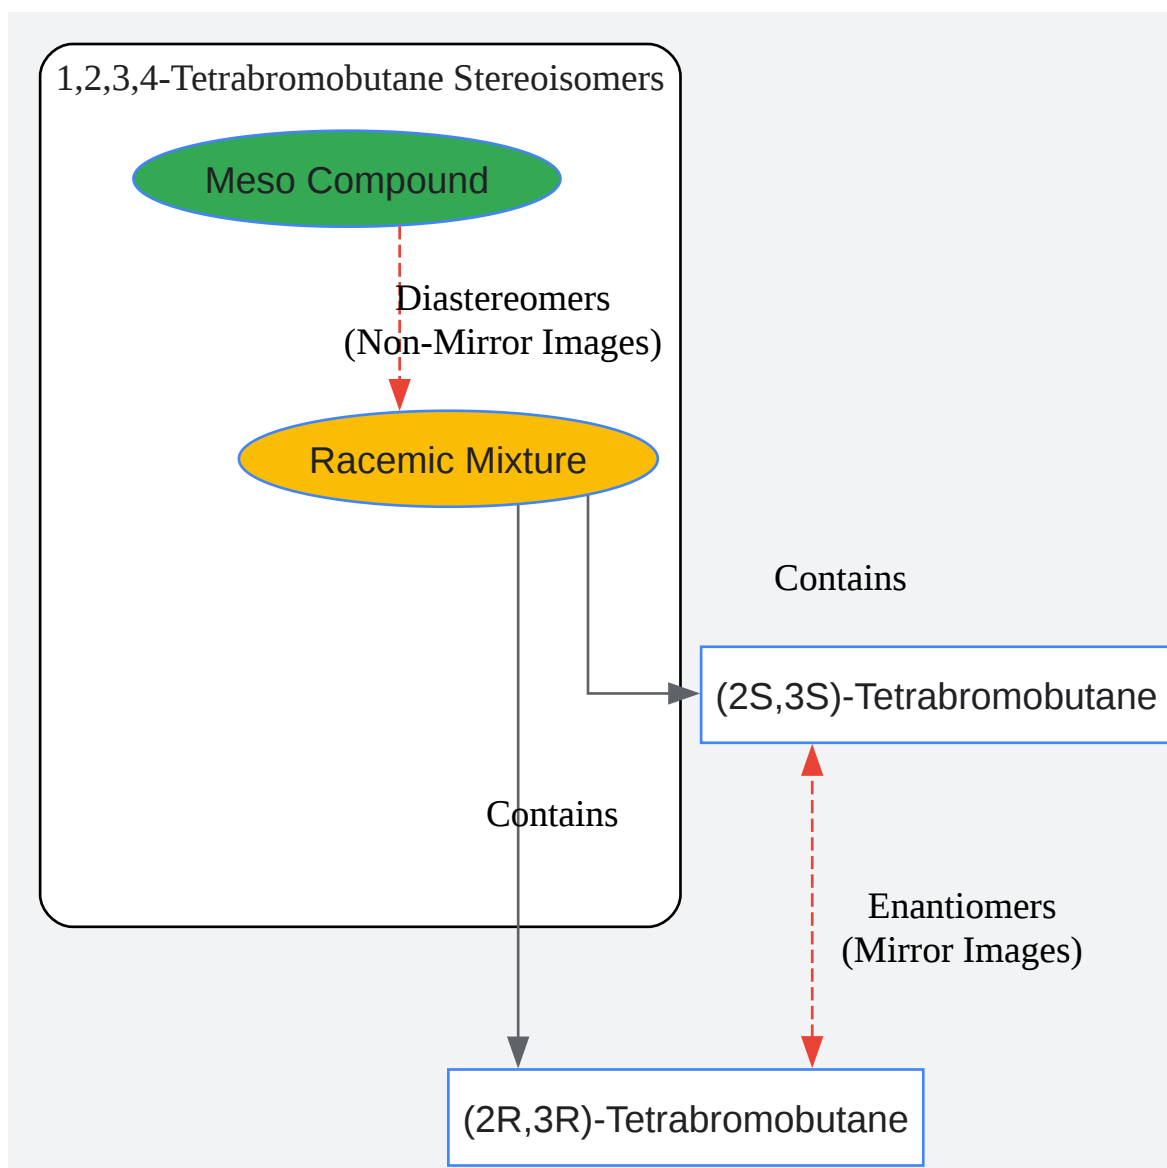 1,2,3,4-Tetrabromobutane Stereoisomers
Meso Compound
Diastereomers
(Non-Mirror Images)
Racemic Mixture
Contains
(2S,3S)-Tetrabromobutane
Contains
Enantiomers
(Mirror Images)
(2R,3R)-Tetrabromobutane